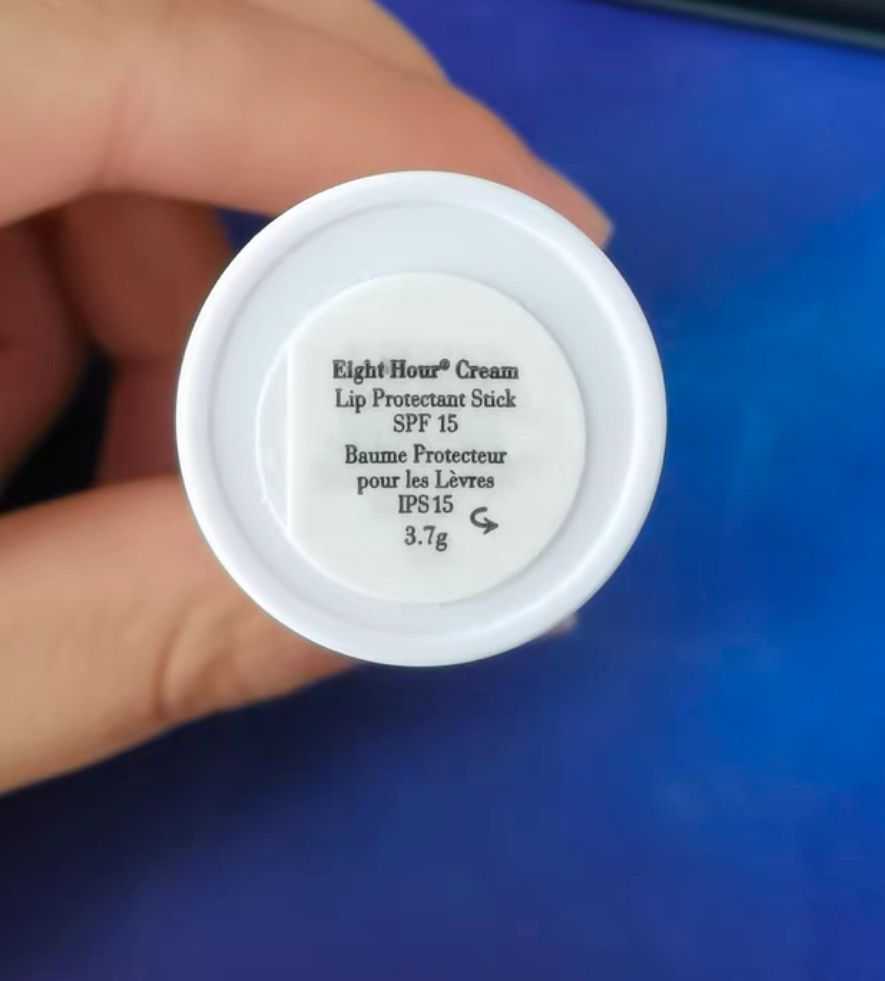 Eight Hour® Cream
Lip Protectant Stick
SPF 15
Baume Protecteur
pour les Lèvres
IPS 15
3.7g